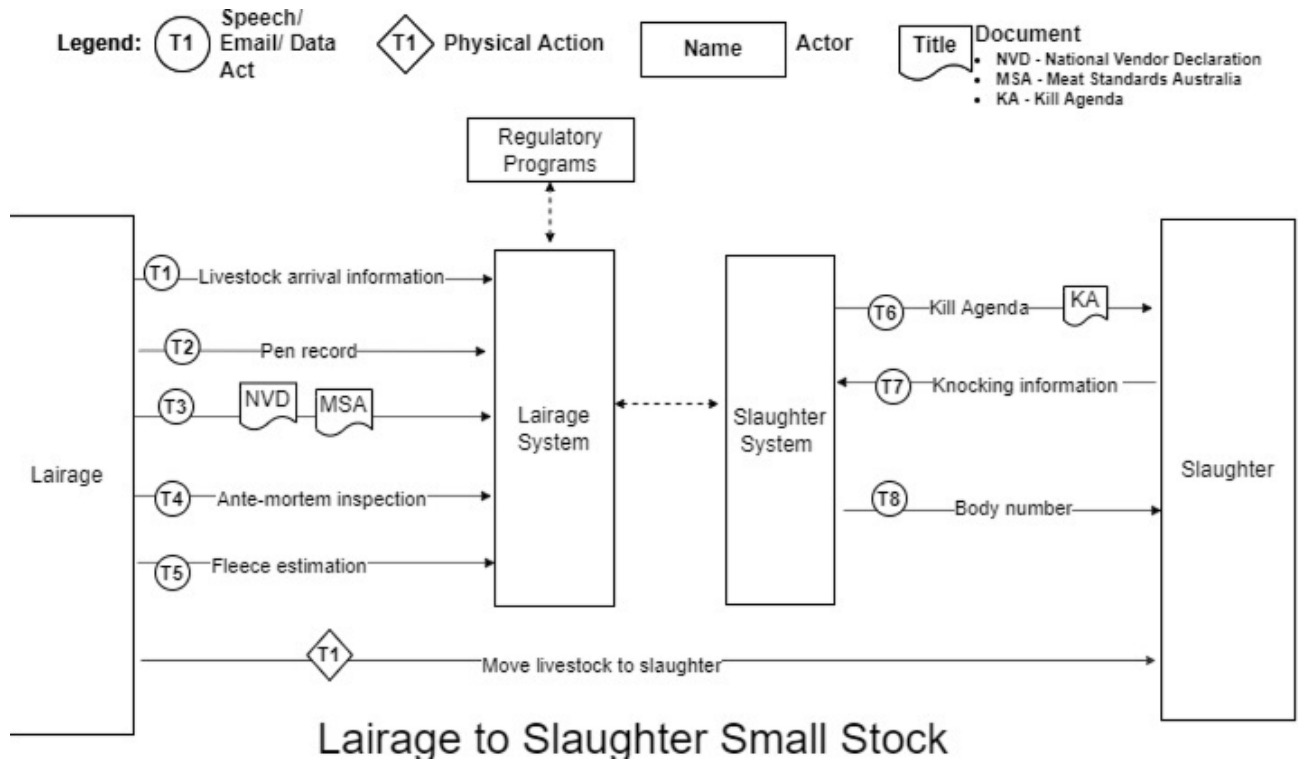 Legend:
T1
Speech/
Email/ Data
Act
T1
Physical Action
Name
Actor
Title
Document
• NVD - National Vendor Declaration
• MSA - Meat Standards Australia
• KA - Kill Agenda
Regulatory
Programs
Lairage
T1 Livestock arrival information
T2 Pen record
T3 NVD MSA
T4 Ante-mortem inspection
T5 Fleece estimation
Lairage
System
Slaughter
System
T6 Kill Agenda KA
T7 Knocking information
T8 Body number
Slaughter
T1 Move livestock to slaughter
Lairage to Slaughter Small Stock